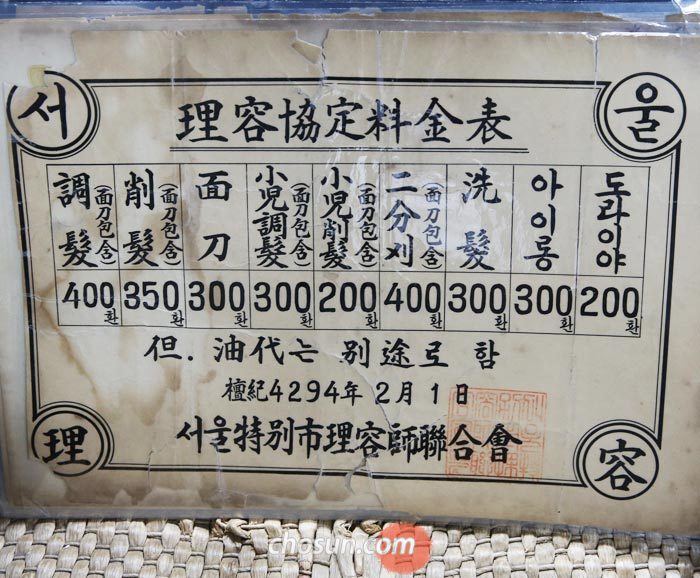 서 울
理容協定料金表
調髮(面刀包含) 削髮(面刀包含) 面刀 小児調髮(面刀包含) 小児削髮(面刀包含) 二分刈(面刀包含) 洗髮 아이롱 도라이야
400환 350환 300환 300환 200환 400환 300환 300환 200환
但. 油代는 別途로 함
檀紀4294年 2月 1日
서울特別市理容師聯合會
理 容
chosun.com